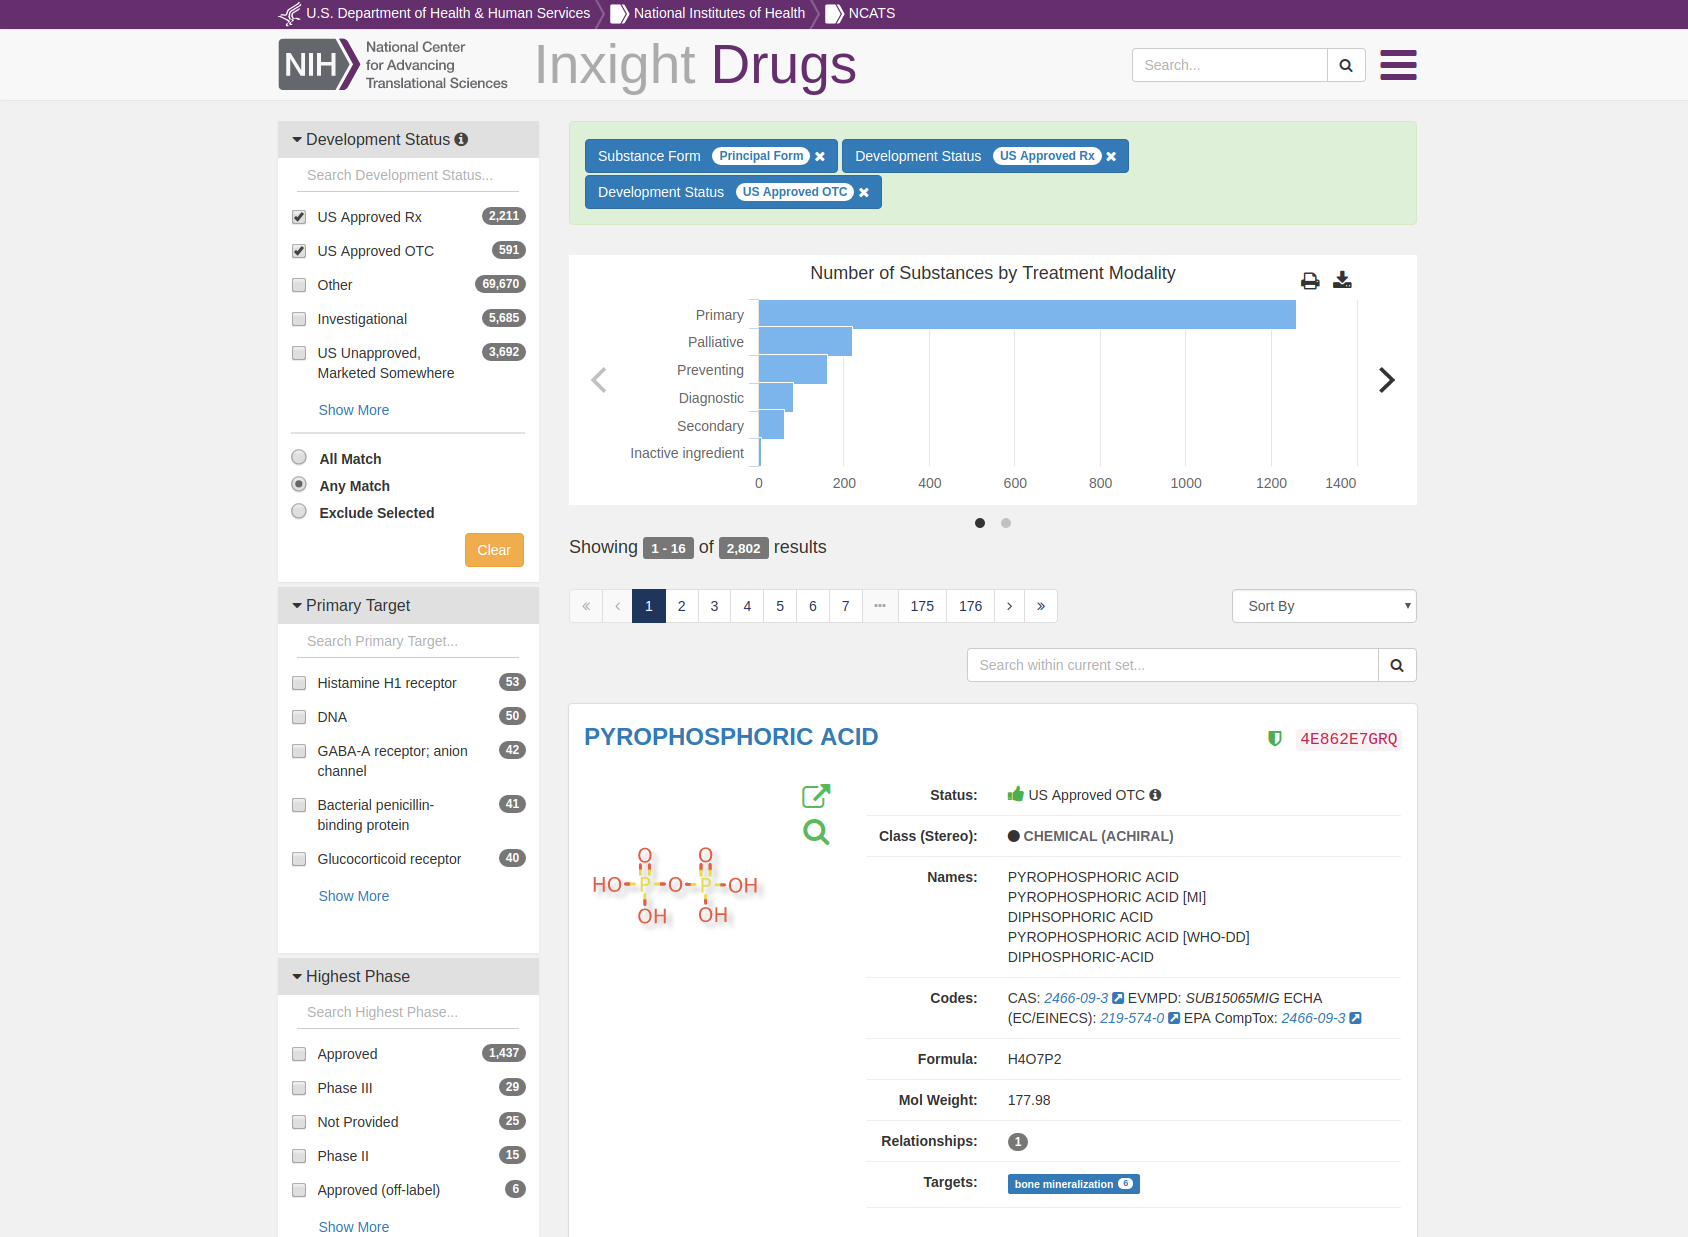 U.S. Department of Health & Human Services National Institutes of Health NCATS
NIH National Center
for Advancing
Translational Sciences
Inxight Drugs
Search...
Development Status
Search Development Status...
US Approved Rx 2,211
US Approved OTC 591
Other 69,670
Investigational 5,685
US Unapproved, 3,692
Marketed Somewhere
Show More
All Match
Any Match
Exclude Selected
Clear
Primary Target
Search Primary Target...
Histamine H1 receptor 53
DNA 50
GABA-A receptor; anion 42
channel
Bacterial penicillin- 41
binding protein
Glucocorticoid receptor 40
Show More
Highest Phase
Search Highest Phase...
Approved 1,437
Phase III 29
Not Provided 25
Phase II 15
Approved (off-label) 6
Show More
Substance Form Principal Form Development Status US Approved Rx
Development Status US Approved OTC
Number of Substances by Treatment Modality
Primary
Palliative
Preventing
Diagnostic
Secondary
Inactive ingredient
0 200 400 600 800 1000 1200 1400
Showing 1 - 16 of 2,802 results
« ‹ 1 2 3 4 5 6 7 ... 175 176 › »
Sort By
Search within current set...
PYROPHOSPHORIC ACID 4E862E7GRQ
O O
HO P O P OH
OH OH
Status: US Approved OTC
Class (Stereo): CHEMICAL (ACHIRAL)
Names: PYROPHOSPHORIC ACID
PYROPHOSPHORIC ACID [MI]
DIPHSOPHORIC ACID
PYROPHOSPHORIC ACID [WHO-DD]
DIPHOSPHORIC-ACID
Codes: CAS: 2466-09-3 EVMPD: SUB15065MIG ECHA
(EC/EINECS): 219-574-0 EPA CompTox: 2466-09-3
Formula: H4O7P2
Mol Weight: 177.98
Relationships: 1
Targets: bone mineralization 6